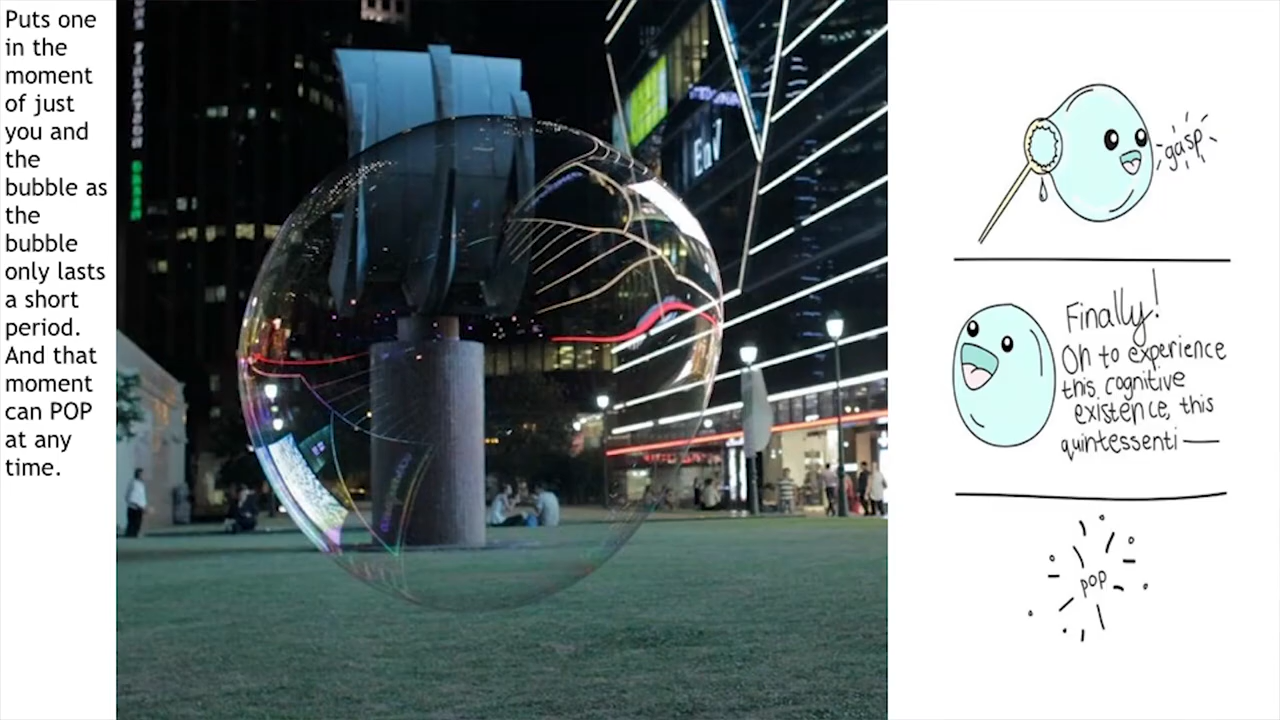 Puts one
in the
moment
of just
you and
the
bubble as
the
bubble
only lasts
a short
period.
And that
moment
can POP
at any
time.
gasp
Finally!
Oh to experience
this cognitive
existence, this
quintessenti—
pop